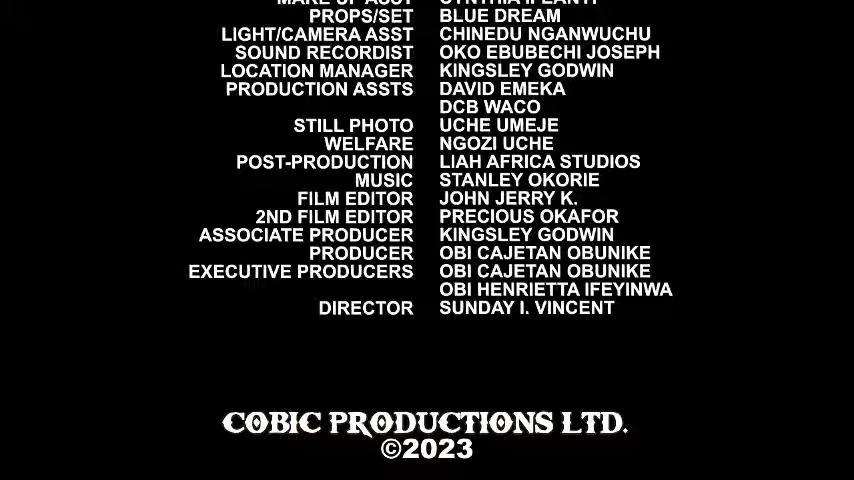 PROPS/SET BLUE DREAM
LIGHT/CAMERA ASST CHINEDU NGANWUCHU
SOUND RECORDIST OKO EBUBECHI JOSEPH
LOCATION MANAGER KINGSLEY GODWIN
PRODUCTION ASSTS DAVID EMEKA
DCB WACO
STILL PHOTO UCHE UMEJE
WELFARE NGOZI UCHE
POST-PRODUCTION LIAH AFRICA STUDIOS
MUSIC STANLEY OKORIE
FILM EDITOR JOHN JERRY K.
2ND FILM EDITOR PRECIOUS OKAFOR
ASSOCIATE PRODUCER KINGSLEY GODWIN
PRODUCER OBI CAJETAN OBUNIKE
EXECUTIVE PRODUCERS OBI CAJETAN OBUNIKE
OBI HENRIETTA IFEYINWA
DIRECTOR SUNDAY I. VINCENT
COBIC PRODUCTIONS LTD.
©2023